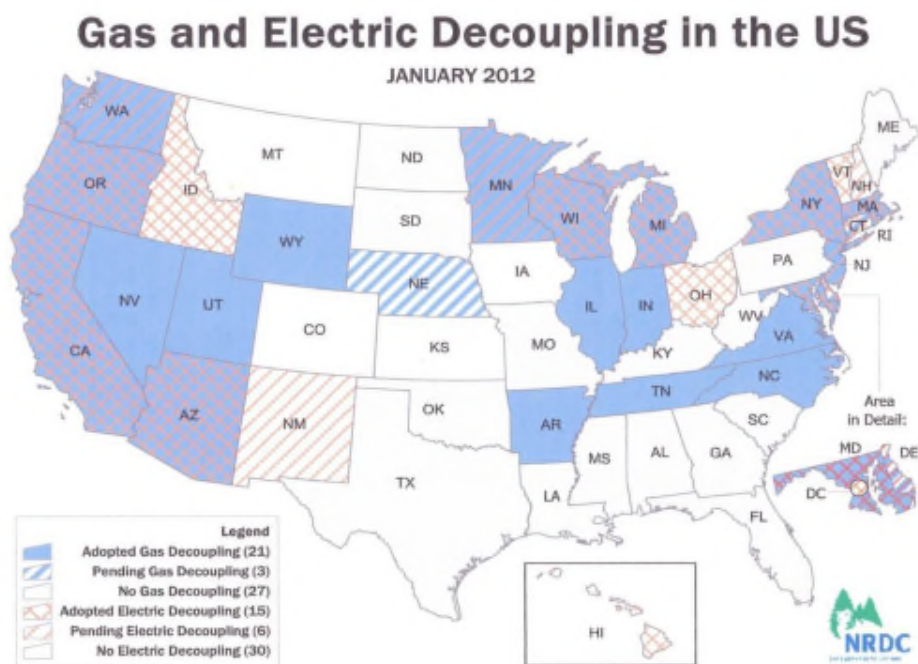 Gas and Electric Decoupling in the US
JANUARY 2012
WA
MT
ND
ME
OR
ID
MN
VT
NH
SD
WI
MI
NY
MA
CT
RI
WY
IA
PA
NJ
NE
NV
UT
IL
IN
OH
WV
VA
CO
CA
KS
MO
KY
NC
TN
Area
in Detail:
AZ
NM
OK
AR
SC
MS
AL
GA
MD
DE
TX
LA
DC
FL
Legend
Adopted Gas Decoupling (21)
Pending Gas Decoupling (3)
No Gas Decoupling (27)
Adopted Electric Decoupling (15)
Pending Electric Decoupling (6)
No Electric Decoupling (30)
HI
NRDC